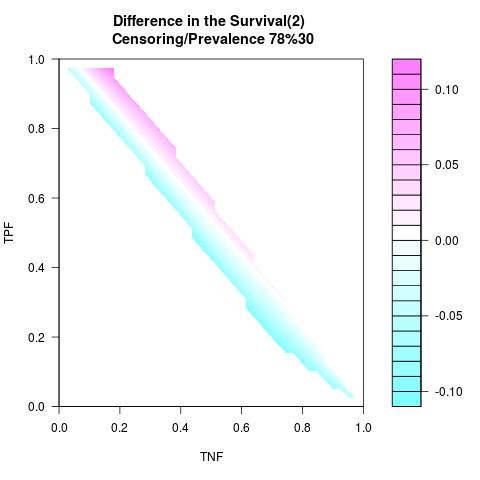 Difference in the Survival(2)
Censoring/Prevalence 78%30
1.0
0.8
0.6
0.4
0.2
0.0
TPF
0.0 0.2 0.4 0.6 0.8 1.0
TNF
0.10
0.05
0.00
-0.05
-0.10